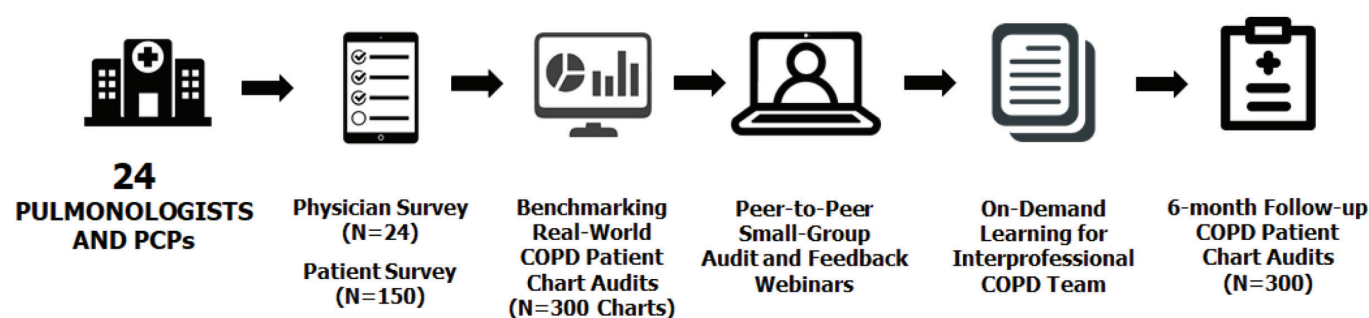 24
PULMONOLOGISTS
AND PCPs
Physician Survey
(N=24)
Patient Survey
(N=150)
Benchmarking
Real-World
COPD Patient
Chart Audits
(N=300 Charts)
Peer-to-Peer
Small-Group
Audit and Feedback
Webinars
On-Demand
Learning for
Interprofessional
COPD Team
6-month Follow-up
COPD Patient
Chart Audits
(N=300)